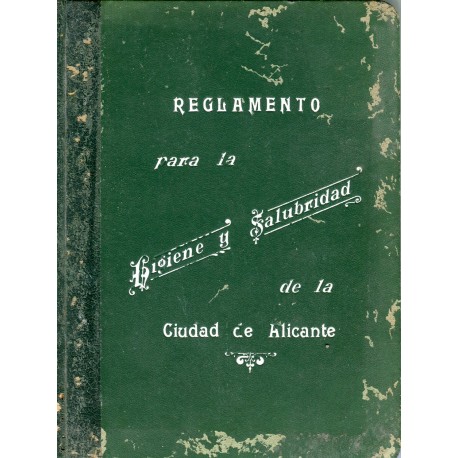 REGLAMENTO
para la
Higiene y Salubridad
de la
Ciudad de Alicante